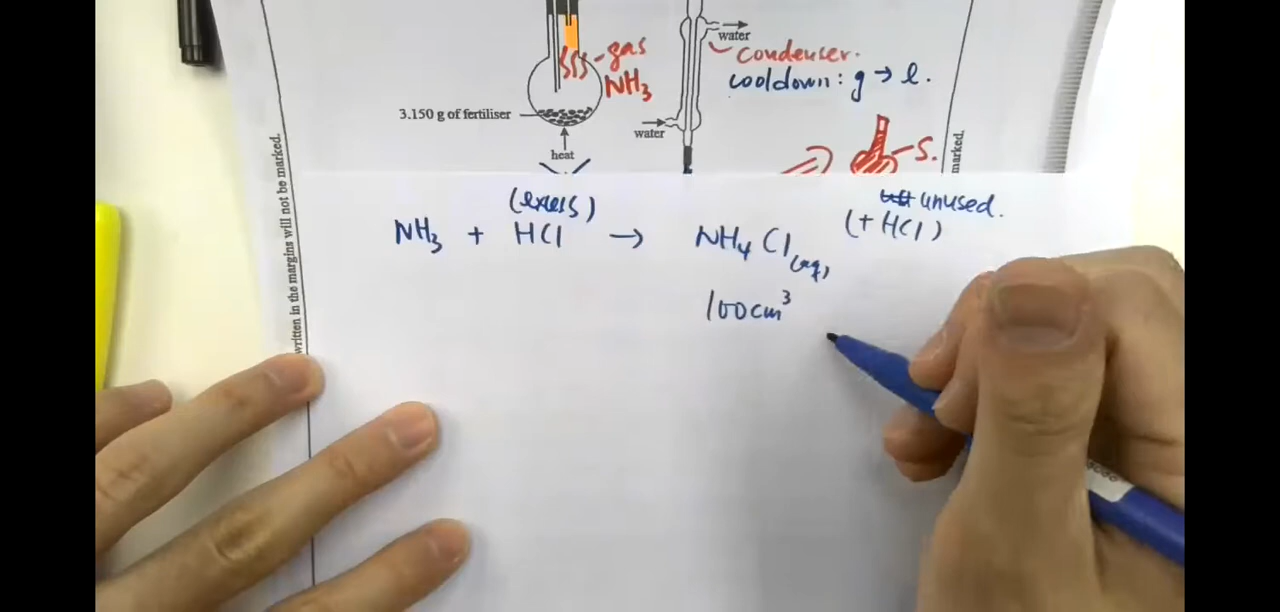 water
- gas
NH3
condenser.
cooldown: g → l.
3.150 g of fertiliser
water
heat
S.
written in the margins will not be marked.
marked.
(excess)
unused.
NH3 + HCl → NH4Cl(aq) (+ HCl)
100cm³